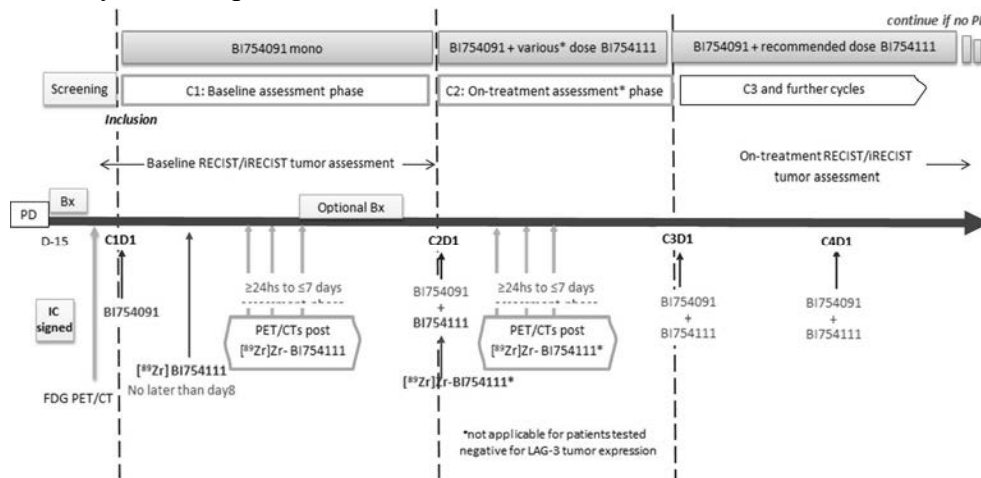 continue if no PI
BI754091 mono
BI754091 + various* dose BI754111
BI754091 + recommended dose BI754111
Screening
C1: Baseline assessment phase
C2: On-treatment assessment* phase
C3 and further cycles
Inclusion
Baseline RECIST/iRECIST tumor assessment
On-treatment RECIST/iRECIST
tumor assessment
Bx
Optional Bx
PD
D-15
C1D1
C2D1
C3D1
C4D1
IC
signed
BI754091
≥24hs to ≤7 days
PET/CTs post
[⁸⁹Zr]Zr- BI754111
BI754091
+
BI754111
≥24hs to ≤7 days
PET/CTs post
[⁸⁹Zr]Zr- BI754111*
BI754091
+
BI754111
BI754091
+
BI754111
[⁸⁹Zr] BI754111
No later than day8
[⁸⁹Zr]Zr-BI754111*
FDG PET/CT
*not applicable for patients tested
negative for LAG-3 tumor expression